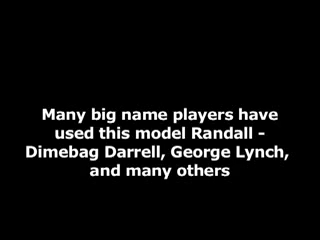 Many big name players have
used this model Randall -
Dimebag Darrell, George Lynch,
and many others